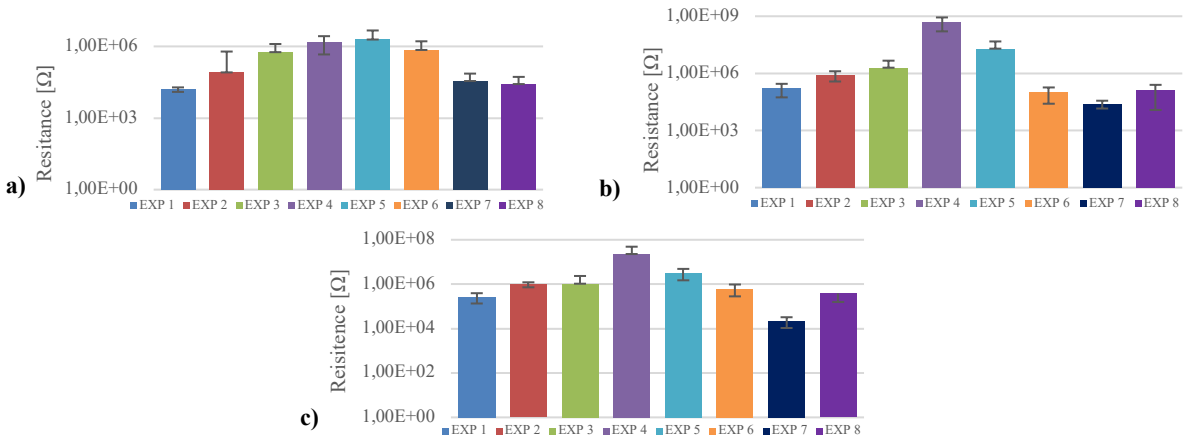 Resitance [Ω]
1,00E+06
1,00E+03
1,00E+00
a)
EXP 1 EXP 2 EXP 3 EXP 4 EXP 5 EXP 6 EXP 7 EXP 8
Resistance [Ω]
1,00E+09
1,00E+06
1,00E+03
1,00E+00
b)
EXP 1 EXP 2 EXP 3 EXP 4 EXP 5 EXP 6 EXP 7 EXP 8
Reisitence [Ω]
1,00E+08
1,00E+06
1,00E+04
1,00E+02
1,00E+00
c)
EXP 1 EXP 2 EXP 3 EXP 4 EXP 5 EXP 6 EXP 7 EXP 8